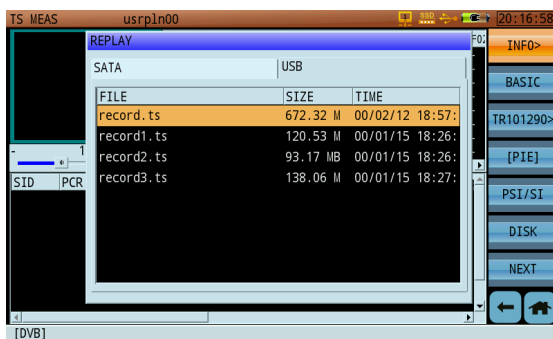 TS MEAS usrpln00 SSD 20:16:58
REPLAY
SATA USB
FILE SIZE TIME
record.ts 672.32 M 00/02/12 18:57:
record1.ts 120.53 M 00/01/15 18:26:
record2.ts 93.17 MB 00/01/15 18:26:
record3.ts 138.06 M 00/01/15 18:27:
- 1
SID PCR
[DVB]
INFO>
BASIC
TR101290>
[PIE]
PSI/SI
DISK
NEXT